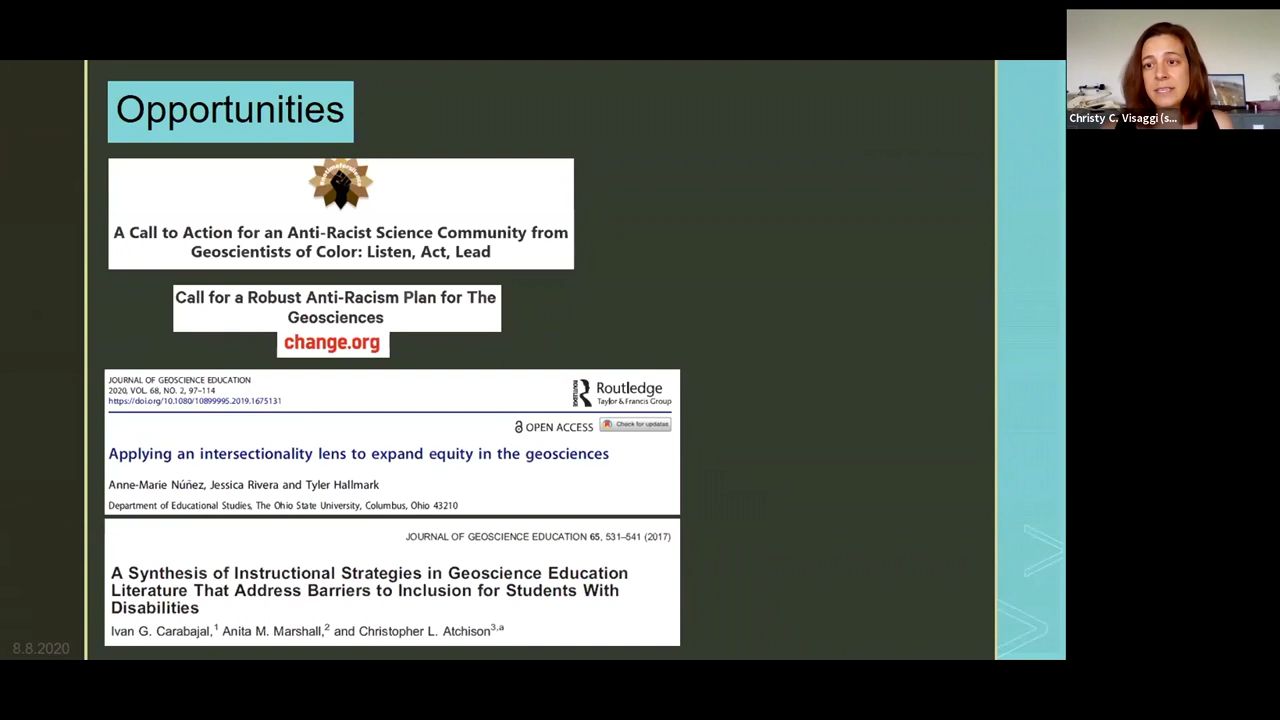 Opportunities
A Call to Action for an Anti-Racist Science Community from
Geoscientists of Color: Listen, Act, Lead
Call for a Robust Anti-Racism Plan for The
Geosciences
change.org
JOURNAL OF GEOSCIENCE EDUCATION
2020, VOL. 68, NO. 2, 97–114
https://doi.org/10.1080/10899995.2019.1675131
Routledge
Taylor & Francis Group
ROUTLEDGE
OPEN ACCESS
Check for updates
Applying an intersectionality lens to expand equity in the geosciences
Anne-Marie Núñez, Jessica Rivera and Tyler Hallmark
Department of Educational Studies, The Ohio State University, Columbus, Ohio 43210
JOURNAL OF GEOSCIENCE EDUCATION 65, 531–541 (2017)
A Synthesis of Instructional Strategies in Geoscience Education
Literature That Address Barriers to Inclusion for Students With
Disabilities
Ivan G. Carabajal,1 Anita M. Marshall,2 and Christopher L. Atchison3,a
8.8.2020
Christy C. Visaggi (s...